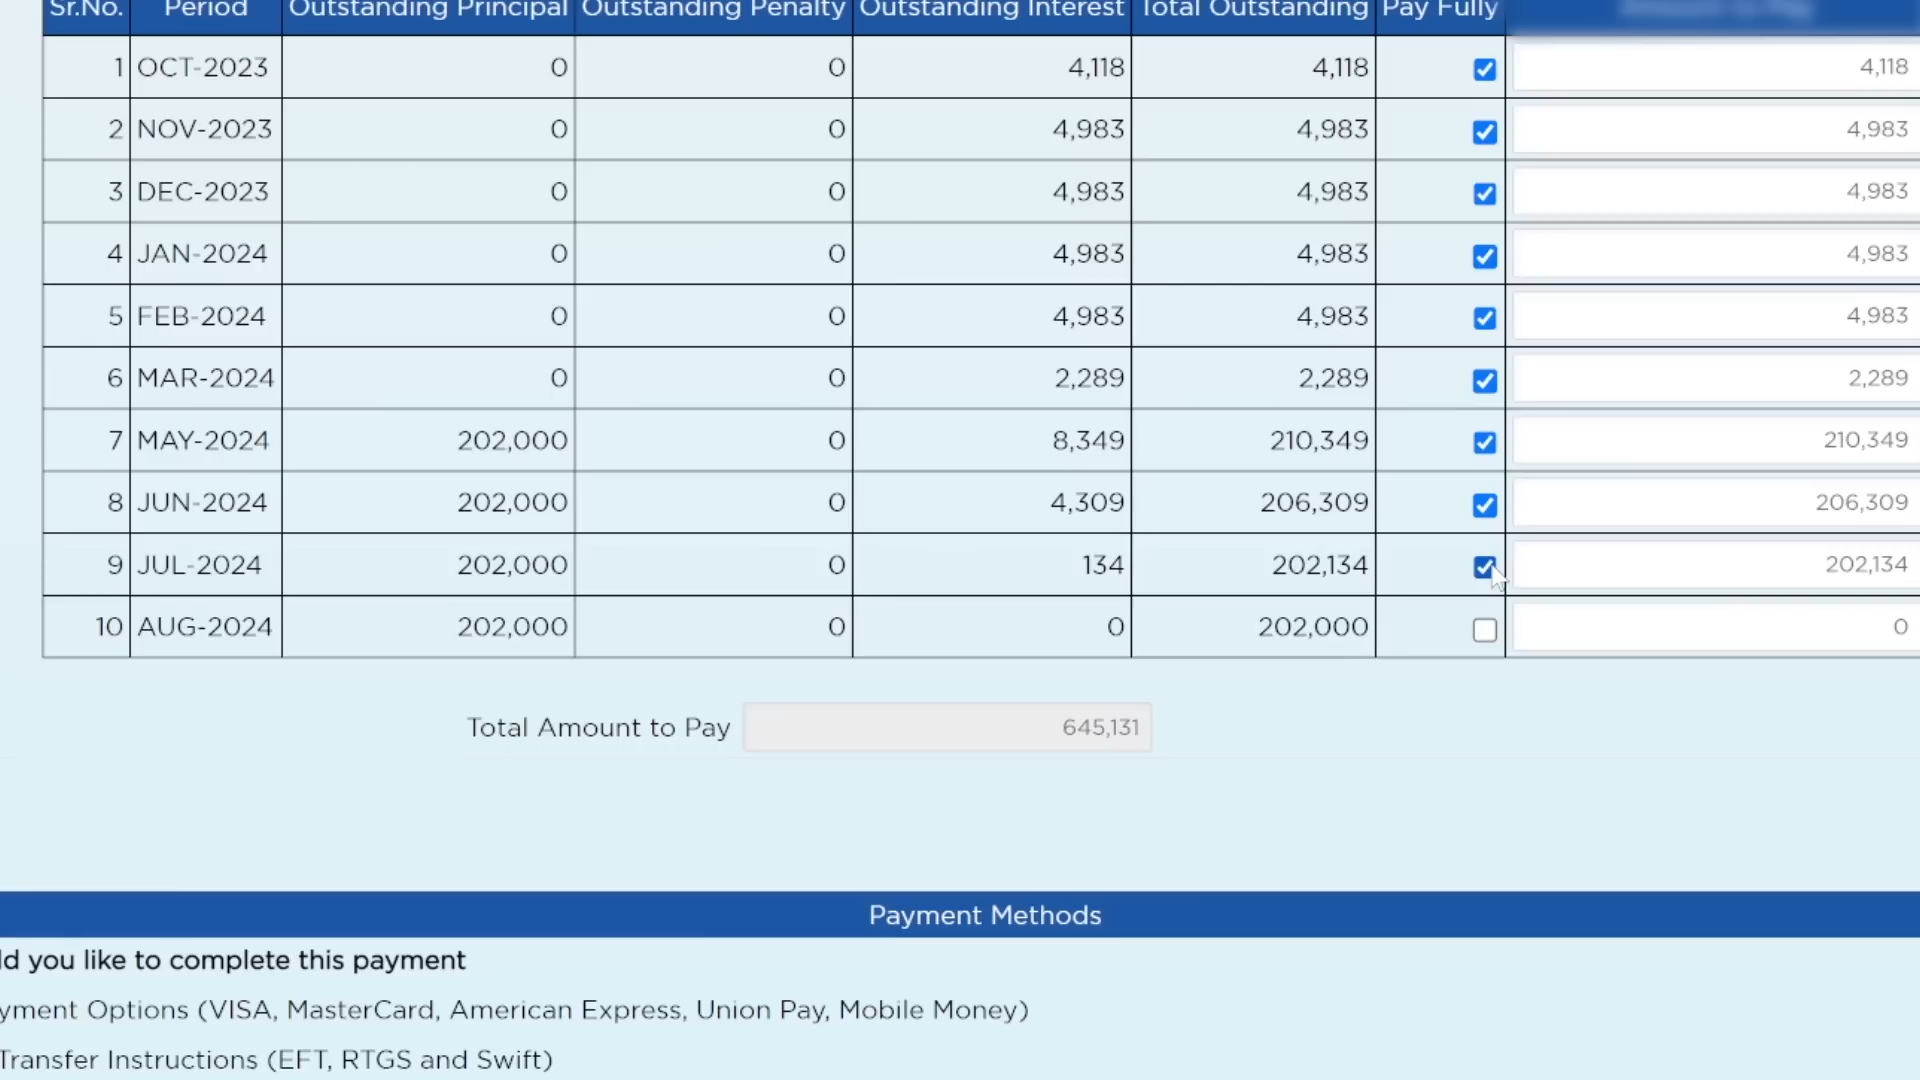 Sr.No. Period Outstanding Principal Outstanding Penalty Outstanding Interest Total Outstanding Pay Fully Amount to Pay
1 OCT-2023 0 0 4,118 4,118 4,118
2 NOV-2023 0 0 4,983 4,983 4,983
3 DEC-2023 0 0 4,983 4,983 4,983
4 JAN-2024 0 0 4,983 4,983 4,983
5 FEB-2024 0 0 4,983 4,983 4,983
6 MAR-2024 0 0 2,289 2,289 2,289
7 MAY-2024 202,000 0 8,349 210,349 210,349
8 JUN-2024 202,000 0 4,309 206,309 206,309
9 JUL-2024 202,000 0 134 202,134 202,134
10 AUG-2024 202,000 0 0 202,000 0
Total Amount to Pay 645,131
Payment Methods
ld you like to complete this payment
yment Options (VISA, MasterCard, American Express, Union Pay, Mobile Money)
Transfer Instructions (EFT, RTGS and Swift)